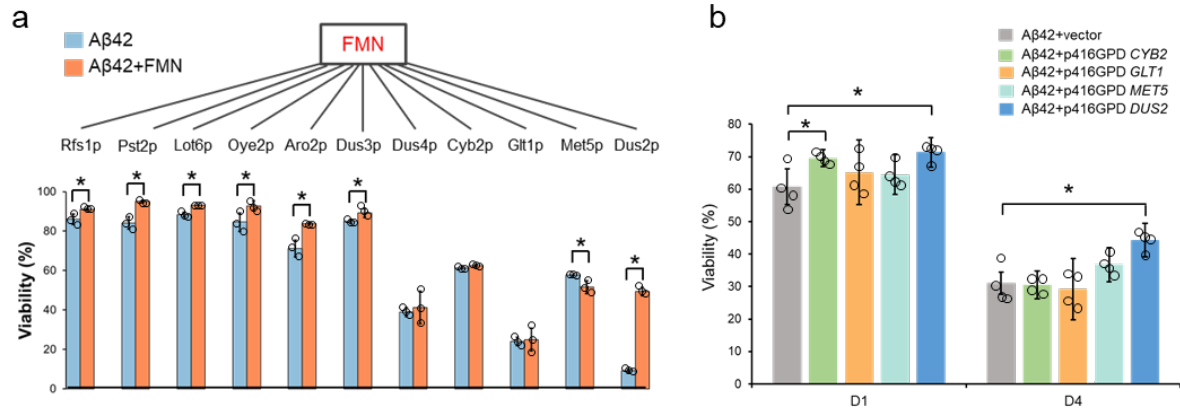 a
Aβ42
Aβ42+FMN
FMN
Rfs1p Pst2p Lot6p Oye2p Aro2p Dus3p Dus4p Cyb2p Glt1p Met5p Dus2p
Viability (%)
100
80
60
40
20
0
* * * * * * * *
b
Aβ42+vector
Aβ42+p416GPD CYB2
Aβ42+p416GPD GLT1
Aβ42+p416GPD MET5
Aβ42+p416GPD DUS2
Viability (%)
80
70
60
50
40
30
20
10
0
* * *
D1 D4